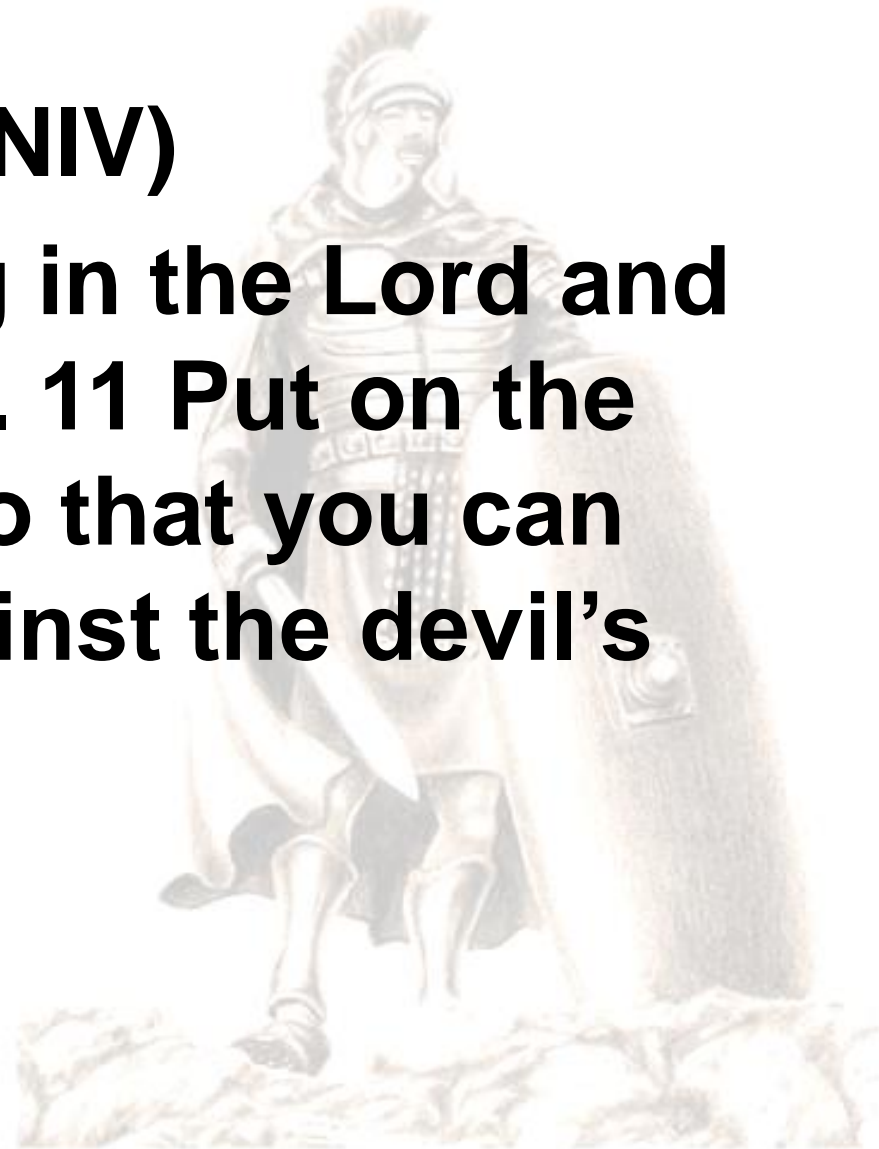 NIV)
in the Lord and
. 11 Put on the
o that you can
inst the devil’s